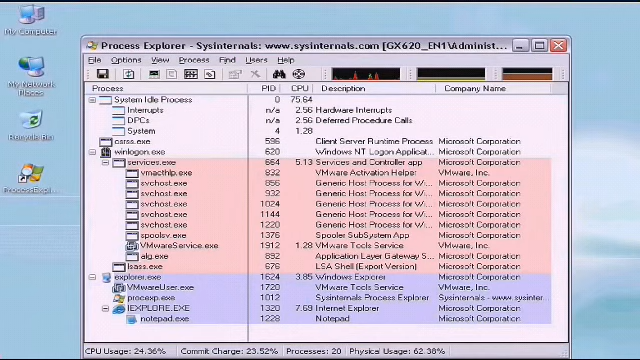 My Computer
My Network
Places
Recycle Bin
ProcessExpl...
Process Explorer - Sysinternals: www.sysinternals.com [GX620_EN1\Administ...
File Options View Process Find Users Help
Process PID CPU Description Company Name
System Idle Process 0 75.64
Interrupts n/a 2.56 Hardware Interrupts
DPCs n/a 2.56 Deferred Procedure Calls
System 4 1.28
csrss.exe 596 Client Server Runtime Process Microsoft Corporation
winlogon.exe 620 Windows NT Logon Applicat... Microsoft Corporation
services.exe 664 5.13 Services and Controller app Microsoft Corporation
vmacthlp.exe 832 VMware Activation Helper VMware, Inc.
svchost.exe 856 Generic Host Process for Wi... Microsoft Corporation
svchost.exe 932 Generic Host Process for Wi... Microsoft Corporation
svchost.exe 1024 Generic Host Process for Wi... Microsoft Corporation
svchost.exe 1144 Generic Host Process for Wi... Microsoft Corporation
svchost.exe 1220 Generic Host Process for Wi... Microsoft Corporation
spoolsv.exe 1376 Spooler SubSystem App Microsoft Corporation
VMwareService.exe 1912 1.28 VMware Tools Service VMware, Inc.
alg.exe 892 Application Layer Gateway S... Microsoft Corporation
lsass.exe 676 LSA Shell (Export Version) Microsoft Corporation
explorer.exe 1624 3.85 Windows Explorer Microsoft Corporation
VMwareUser.exe 1720 VMware Tools Service VMware, Inc.
procexp.exe 1012 Sysinternals Process Explorer Sysinternals - www.sysinter...
IEXPLORE.EXE 1320 7.69 Internet Explorer Microsoft Corporation
notepad.exe 1228 Notepad Microsoft Corporation
CPU Usage: 24.36% Commit Charge: 23.52% Processes: 20 Physical Usage: 62.38%